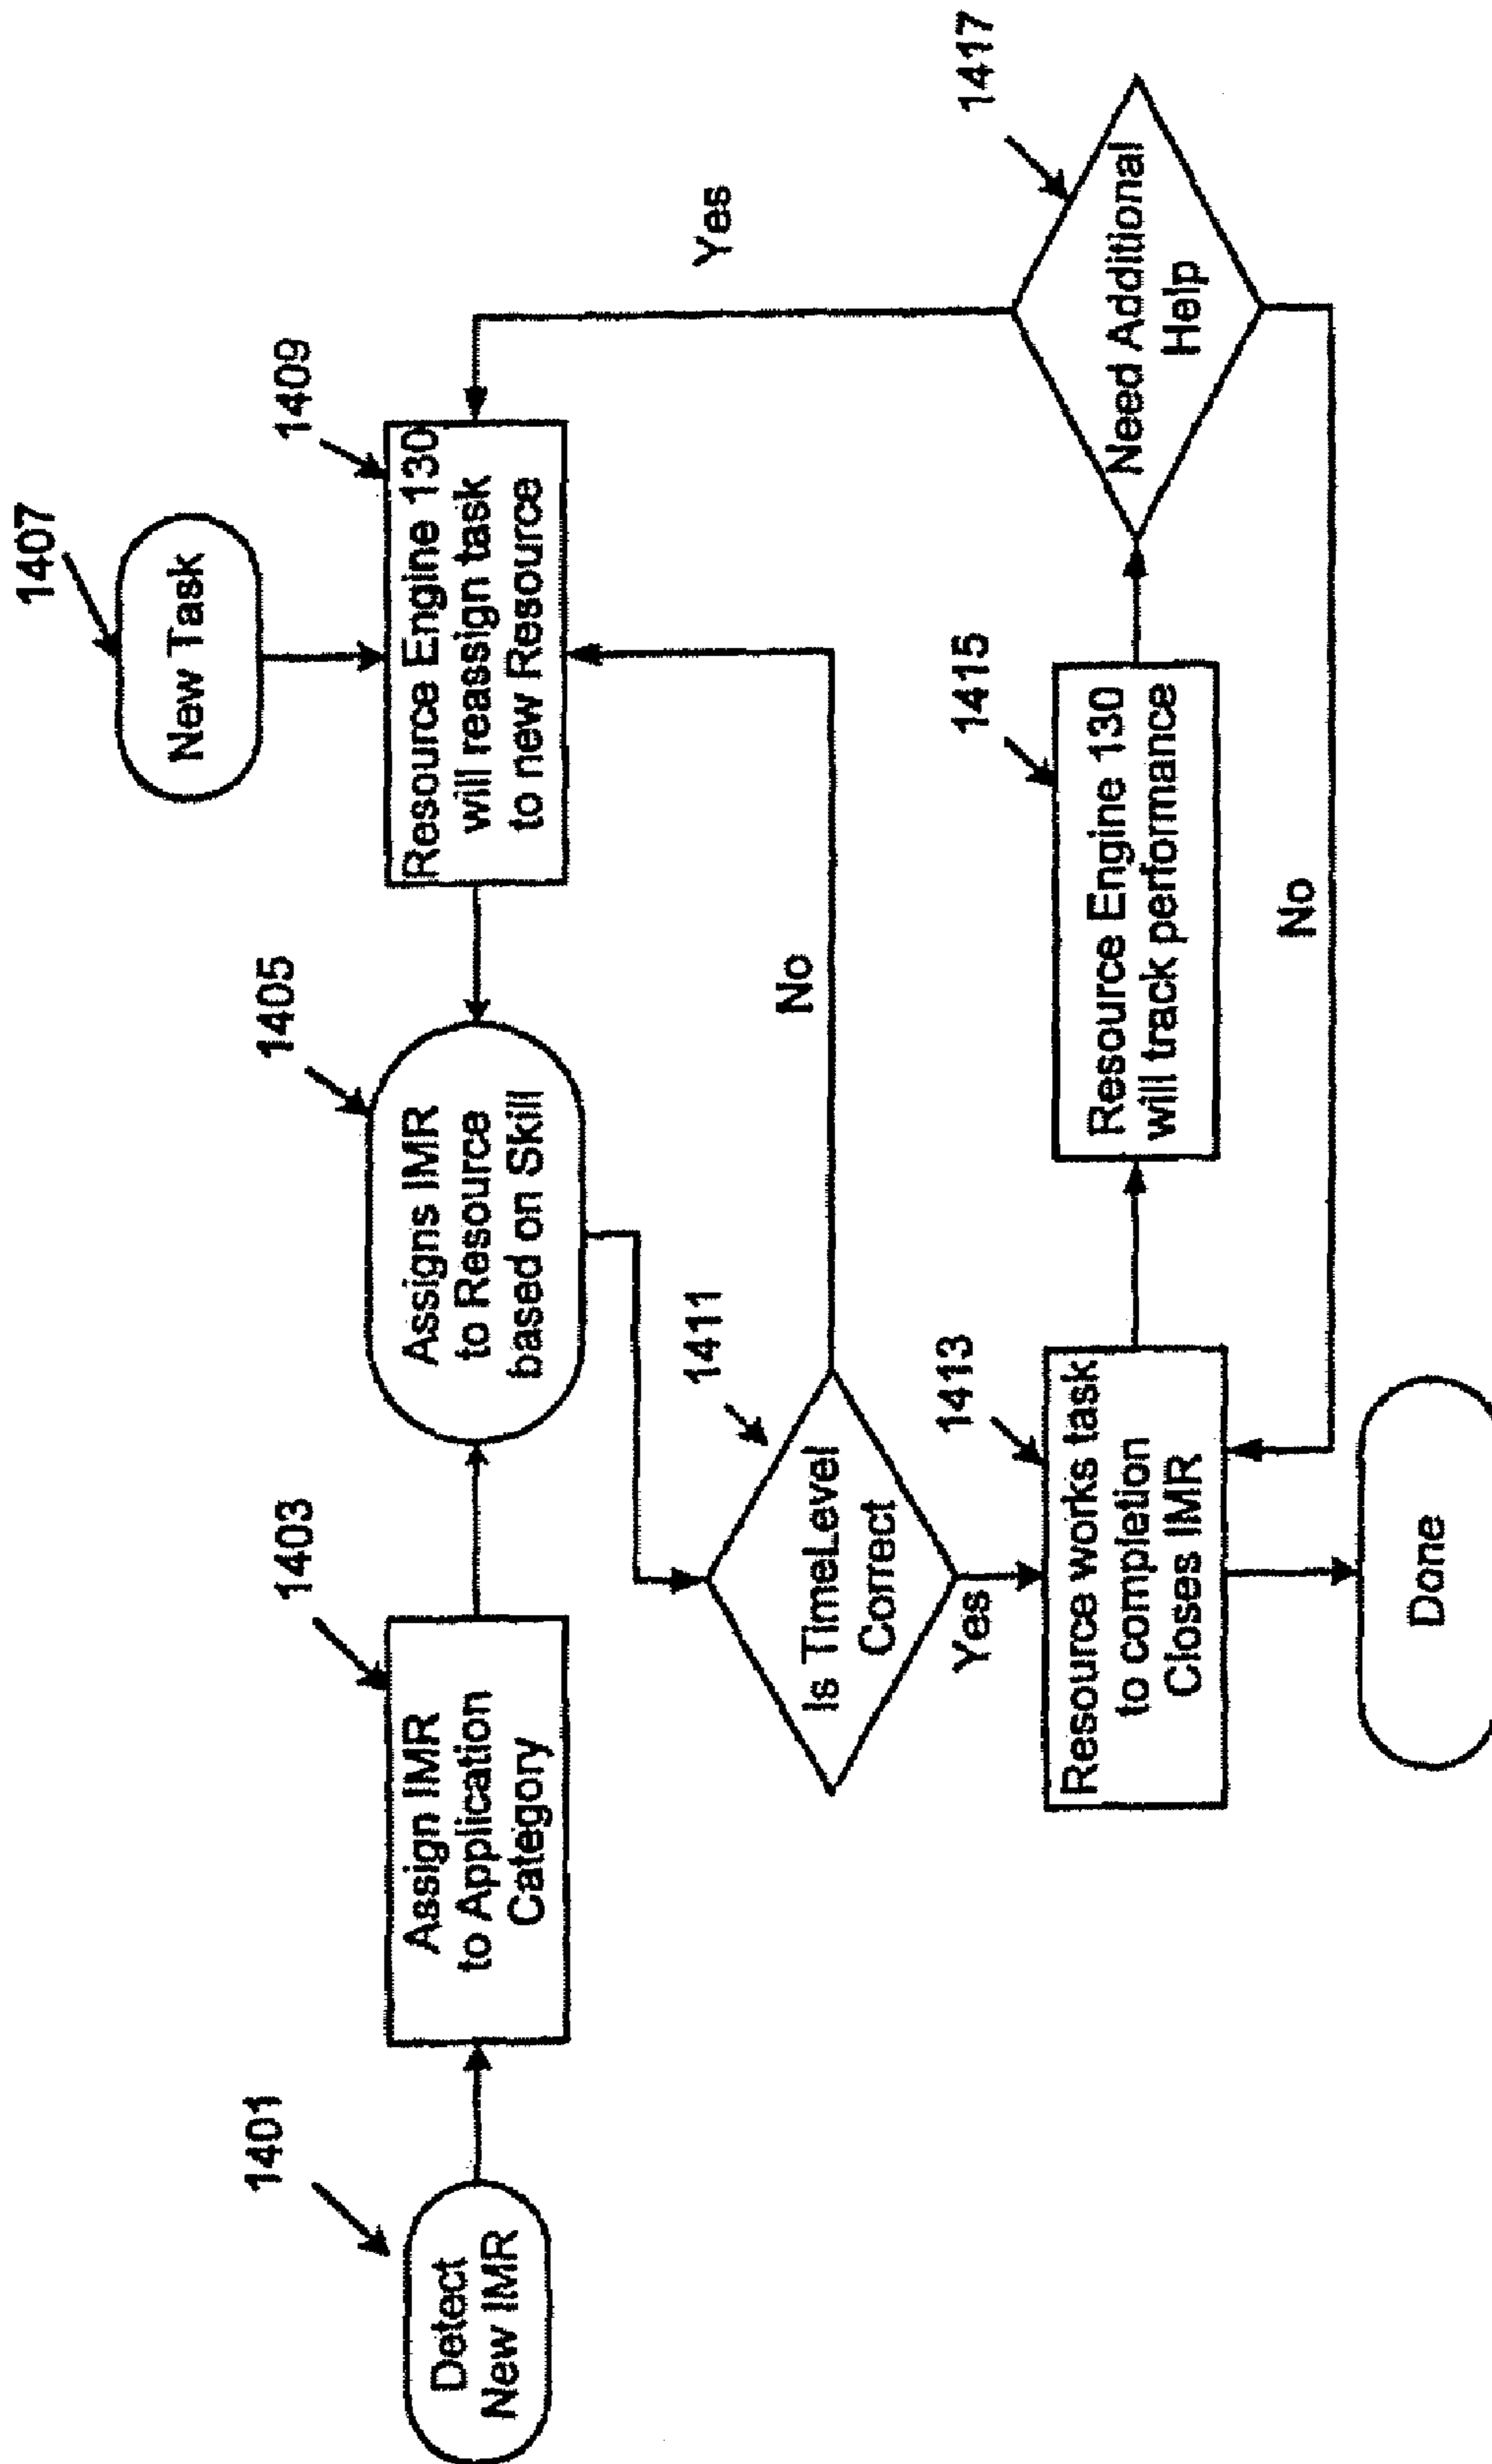 1401
Detect
New IMR
1403
Assign IMR
to Application
Category
1405
Assigns IMR
to Resource
based on Skill
1407
New Task
1409
Resource Engine 130
will reassign task
to new Resource
1411
Is TimeLevel
Correct
No
Yes
1413
Resource works task
to completion
Closes IMR
1415
Resource Engine 130
will track performance
1417
Need Additional
Help
Yes
No
Done